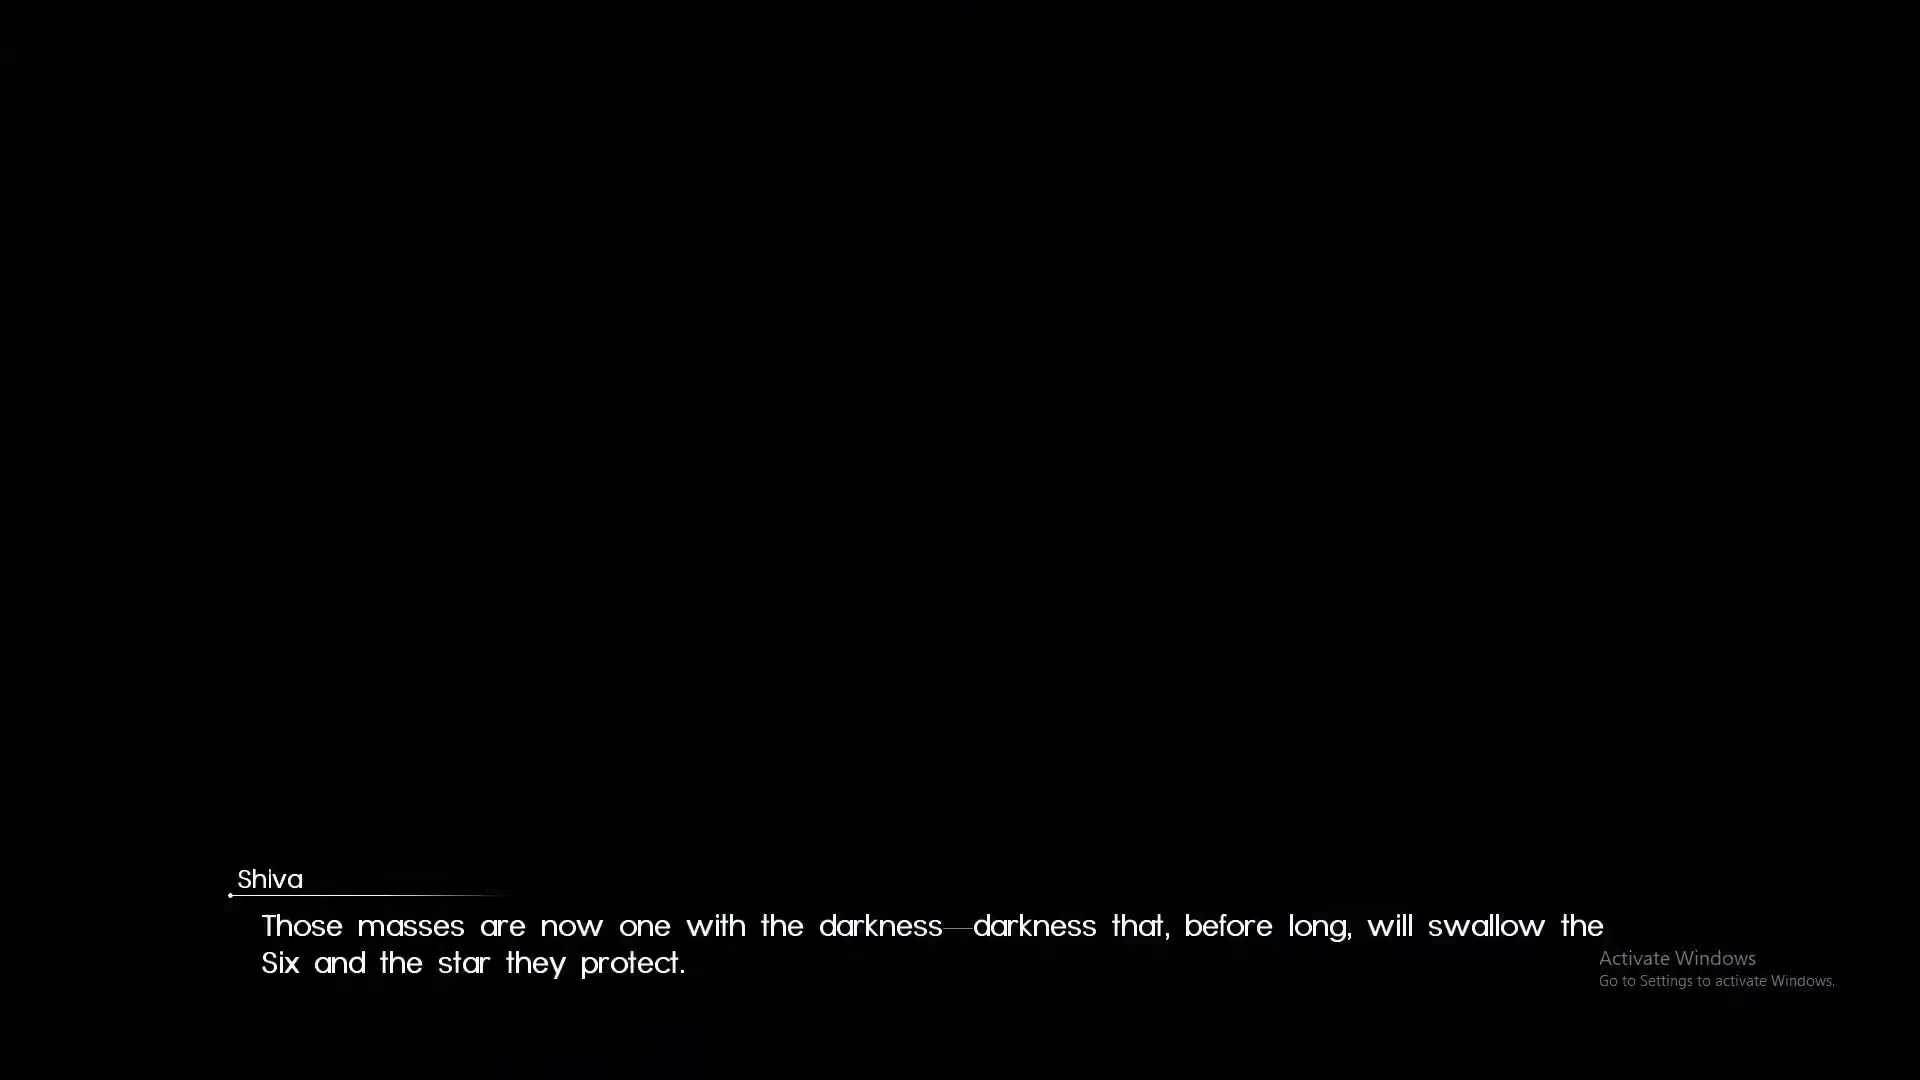 Shiva
Those masses are now one with the darkness—darkness that, before long, will swallow the
Six and the star they protect.
Activate Windows
Go to Settings to activate Windows.